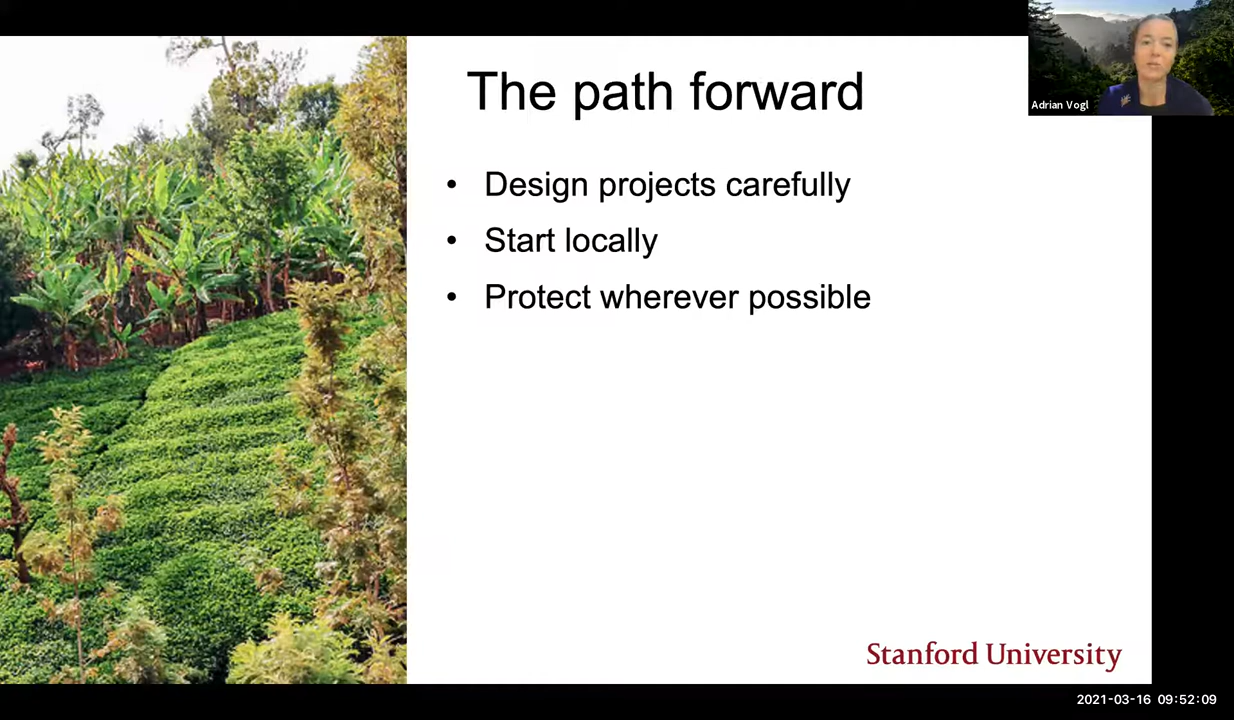 The path forward
• Design projects carefully
• Start locally
• Protect wherever possible
Adrian Vogl
Stanford University
2021-03-16 09:52:09